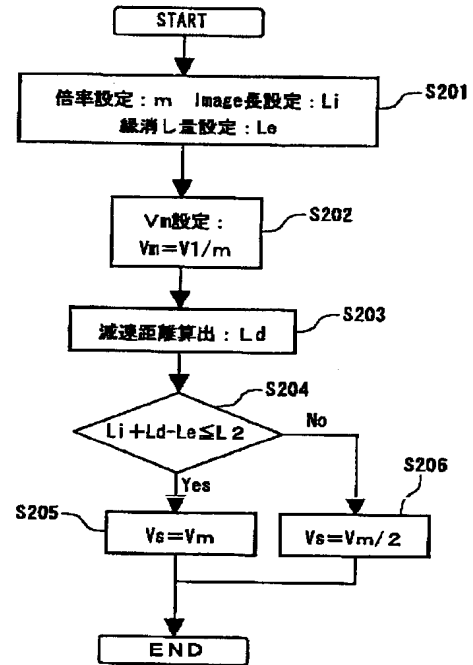 START
倍率設定：m Image長設定：Li
縁消し量設定：Le
S201
Vm設定：
Vm=V1/m
S202
減速距離算出：Ld
S203
Li+Ld-Le≦L2
S204
No
Yes
S205
Vs=Vm
S206
Vs=Vm/2
END